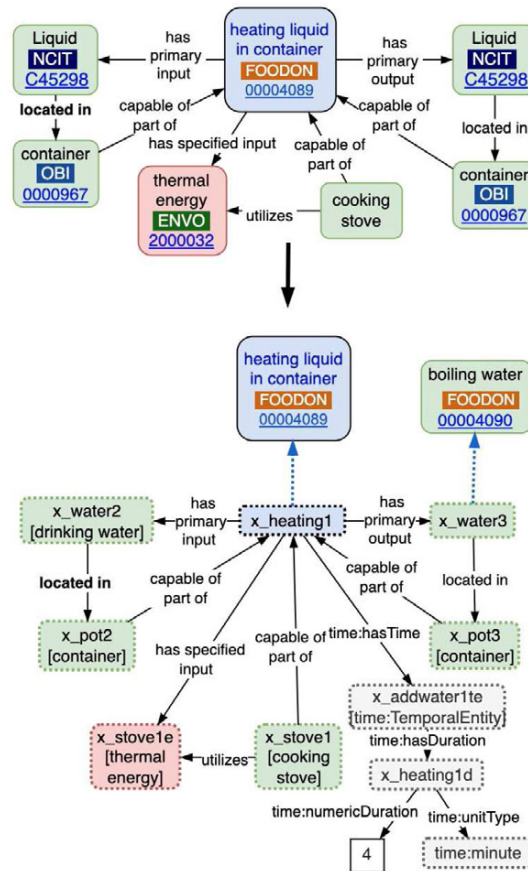 Liquid
NCIT
C45298
has
primary
input
heating liquid
in container
FOODON
00004089
has
primary
output
Liquid
NCIT
C45298
located in
capable of
part of
capable of
part of
located in
container
OBI
0000967
has specified input
capable of
part of
container
OBI
0000967
thermal
energy
ENVO
2000032
utilizes
cooking
stove
heating liquid
in container
FOODON
00004089
boiling water
FOODON
00004090
x_water2
[drinking water]
has
primary
input
x_heating1
has
primary
output
x_water3
located in
capable of
part of
capable of
part of
located in
x_pot2
[container]
has specified
input
capable of
part of
time:hasTime
x_pot3
[container]
x_addwater1te
[time:TemporalEntity]
x_stove1e
[thermal
energy]
utilizes
x_stove1
[cooking
stove]
time:hasDuration
x_heating1d
time:numericDuration
time:unitType
4
time:minute